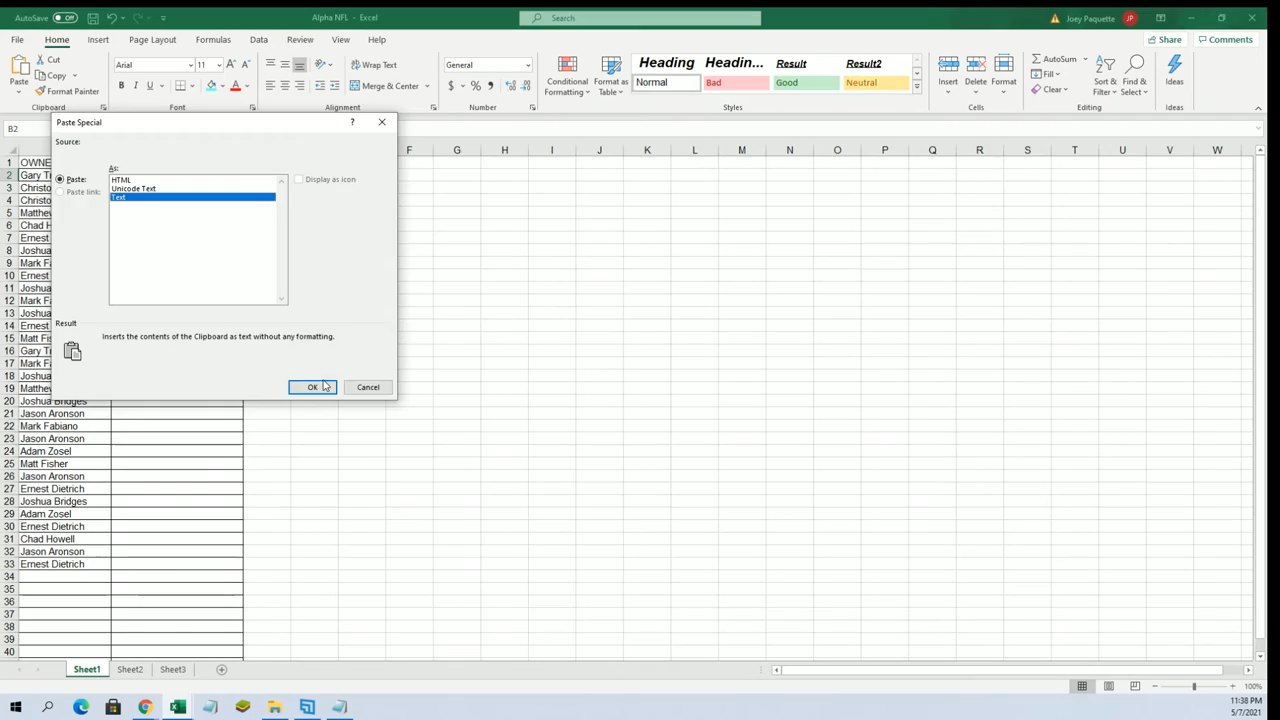 AutoSave Off Alpha NFL - Excel Search Joey Paquette JP
File Home Insert Page Layout Formulas Data Review View Help Share Comments
Paste Cut Copy Format Painter Clipboard
Arial 11 A A B I U A Font
Wrap Text Merge & Center Alignment
General $ % , Number
Conditional Formatting Format as Table
Heading Headin... Result Result2
Normal Bad Good Neutral
Styles
Insert Delete Format Cells
AutoSum Fill Clear Sort & Filter Find & Select Editing
Ideas Ideas
B2
Paste Special ? 
Source:
As:
Paste:
Paste link:
HTML
Unicode Text
Text
Display as icon
Result
Inserts the contents of the Clipboard as text without any formatting.
OK Cancel
F G H I J K L M N O P Q R S T U V W
1 OWNE
2 Gary Tr
3 Christo
4 Christo
5 Matthew
6 Chad H
7 Ernest
8 Joshua
9 Mark Fa
10 Ernest
11 Joshua
12 Mark Fa
13 Joshua
14 Ernest
15 Matt Fis
16 Gary Tr
17 Mark Fa
18 Joshua
19 Matthew
20 Joshua Bridges
21 Jason Aronson
22 Mark Fabiano
23 Jason Aronson
24 Adam Zosel
25 Matt Fisher
26 Jason Aronson
27 Ernest Dietrich
28 Joshua Bridges
29 Adam Zosel
30 Ernest Dietrich
31 Chad Howell
32 Jason Aronson
33 Ernest Dietrich
34
35
36
37
38
39
40
Sheet1 Sheet2 Sheet3
100%
11:38 PM
5/7/2021